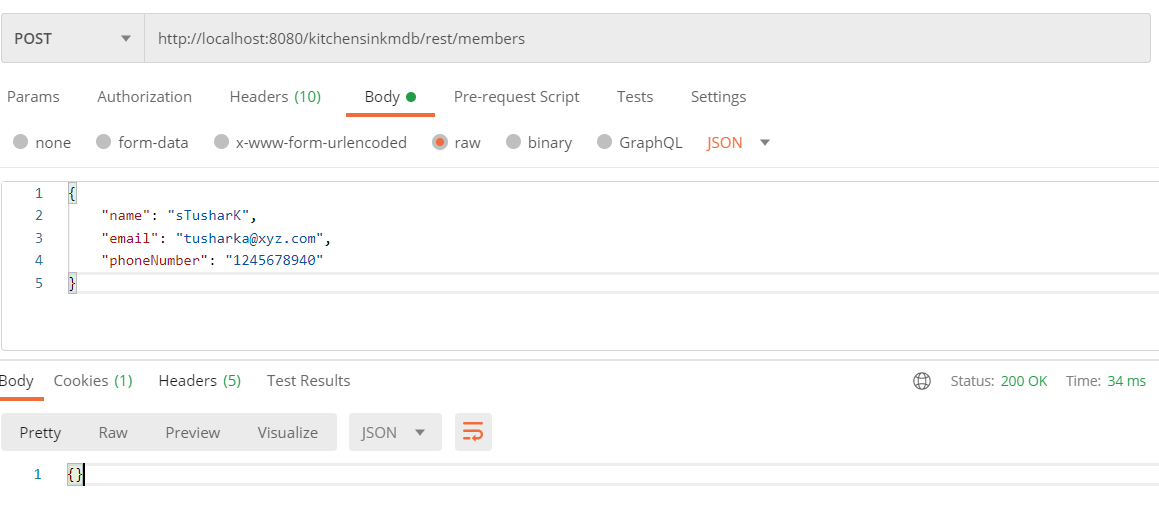 POST http://localhost:8080/kitchensinkmdb/rest/members
Params Authorization Headers (10) Body Pre-request Script Tests Settings
none form-data x-www-form-urlencoded raw binary GraphQL JSON
1 {
2 "name": "sTusharK",
3 "email": "tusharka@xyz.com",
4 "phoneNumber": "1245678940"
5 }
Body Cookies (1) Headers (5) Test Results Status: 200 OK Time: 34 ms
Pretty Raw Preview Visualize JSON
1 {}